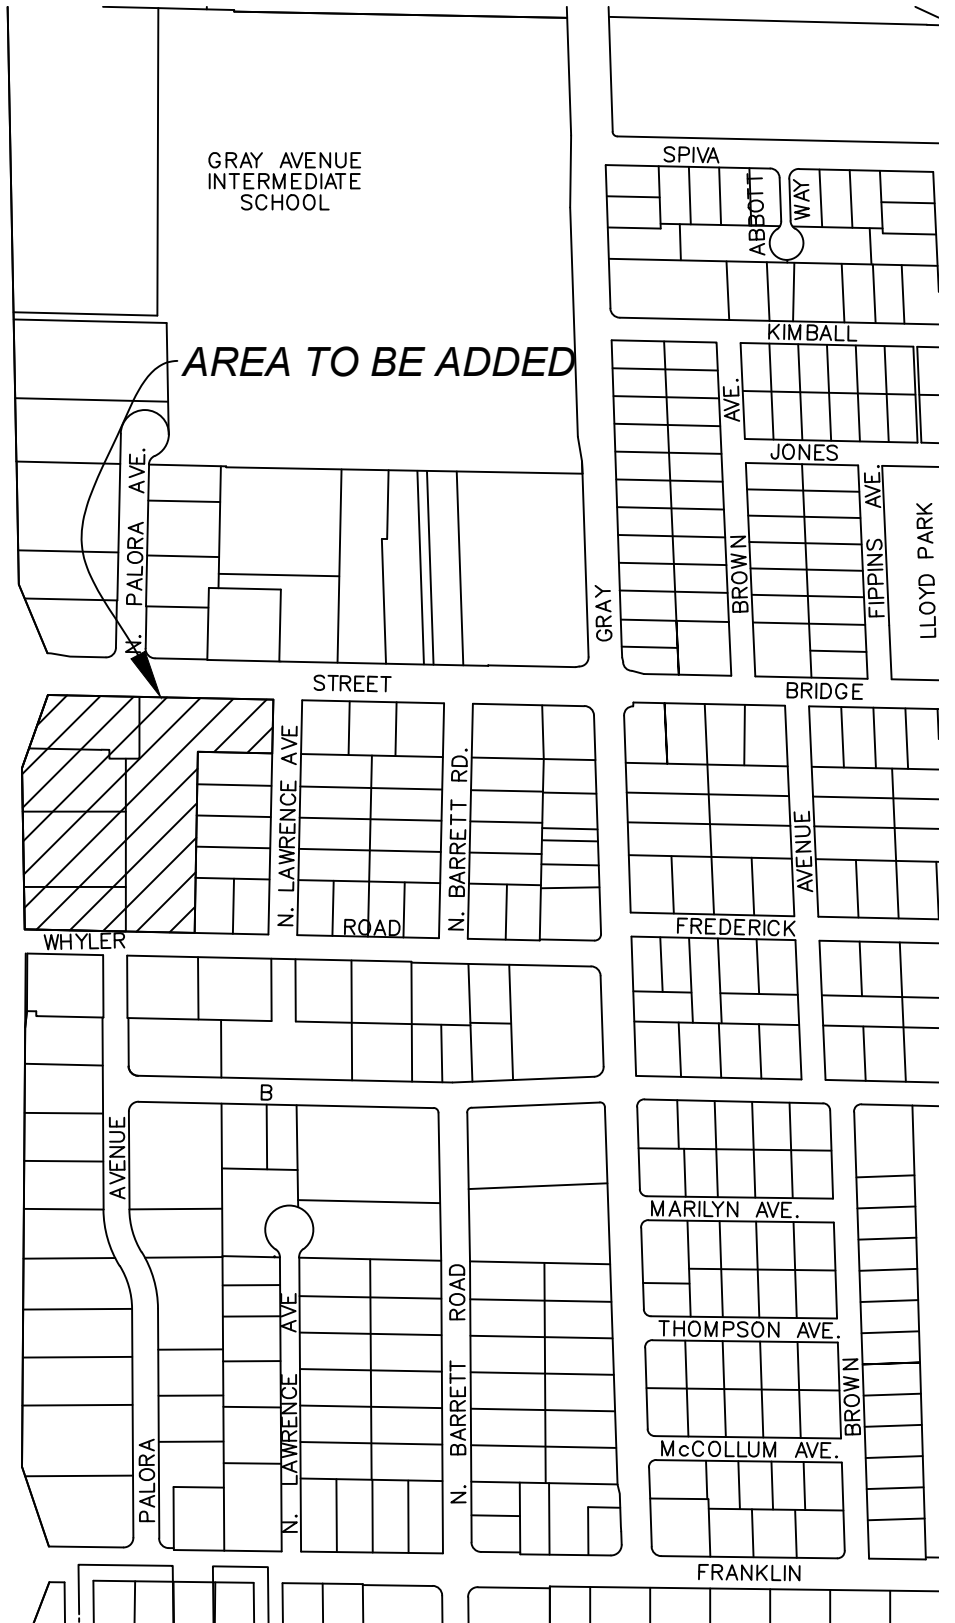 SPIVA
GRAY AVENUE
INTERMEDIATE
SCHOOL
ABBOTT
WAY
KIMBALL
AREA TO BE ADDED
AVE.
JONES
N. PALORA AVE.
BROWN
FIPPINS AVE.
LLOYD PARK
GRAY
STREET
BRIDGE
N. LAWRENCE AVE
N. BARRETT RD.
AVENUE
WHYLER
ROAD
FREDERICK
B
AVENUE
MARILYN AVE.
N. LAWRENCE AVE
N. BARRETT ROAD
THOMPSON AVE.
BROWN
PALORA
McCOLLUM AVE.
FRANKLIN